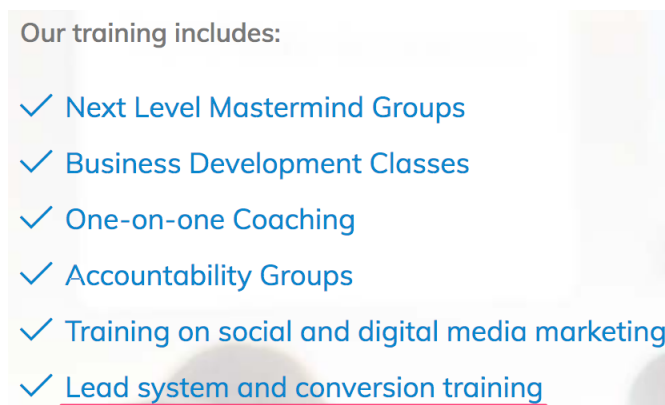 Our training includes:
Next Level Mastermind Groups
Business Development Classes
One-on-one Coaching
Accountability Groups
Training on social and digital media marketing
Lead system and conversion training